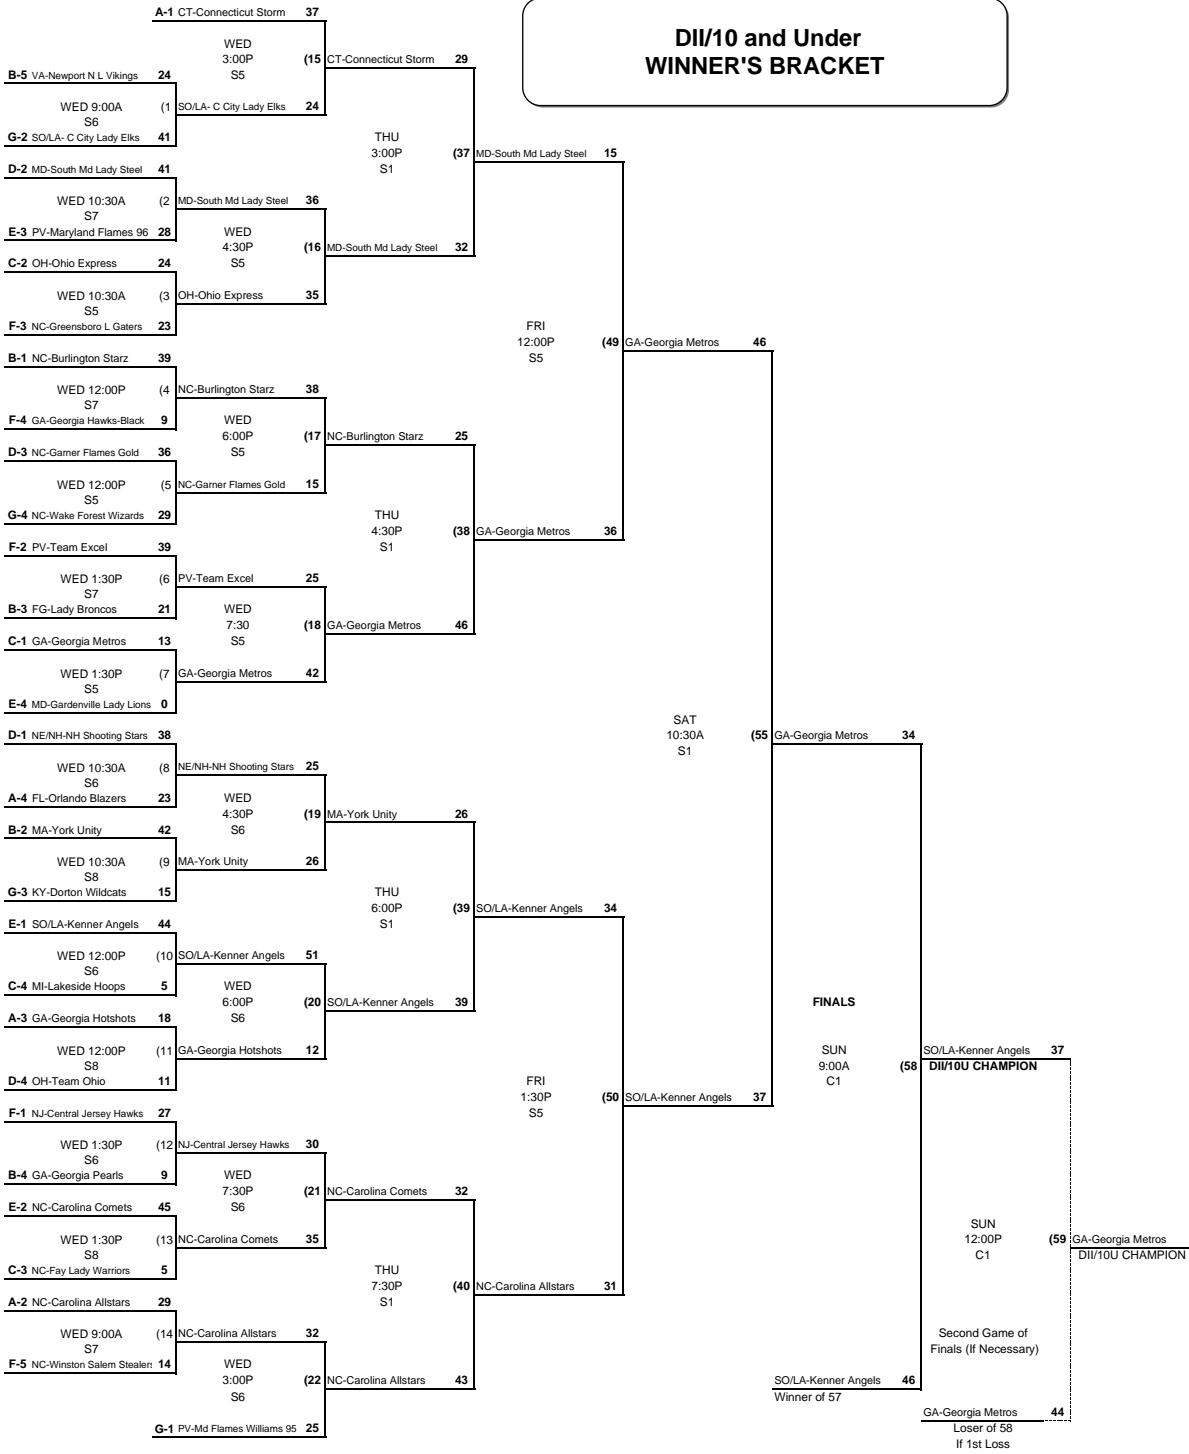 DII/10 and Under
WINNER'S BRACKET
A-1 CT-Connecticut Storm 37
WED
3:00P
S5
(15 CT-Connecticut Storm 29
B-5 VA-Newport N L Vikings 24
WED 9:00A
S6
(1 SO/LA- C City Lady Elks 24
G-2 SO/LA- C City Lady Elks 41
THU
3:00P
S1
(37 MD-South Md Lady Steel 15
D-2 MD-South Md Lady Steel 41
WED 10:30A
S7
(2 MD-South Md Lady Steel 36
E-3 PV-Maryland Flames 96 28
WED
4:30P
S5
(16 MD-South Md Lady Steel 32
C-2 OH-Ohio Express 24
WED 10:30A
S5
(3 OH-Ohio Express 35
F-3 NC-Greensboro L Gaters 23
FRI
12:00P
S5
(49 GA-Georgia Metros 46
B-1 NC-Burlington Starz 39
WED 12:00P
S7
(4 NC-Burlington Starz 38
F-4 GA-Georgia Hawks-Black 9
WED
6:00P
S5
(17 NC-Burlington Starz 25
D-3 NC-Garner Flames Gold 36
WED 12:00P
S5
(5 NC-Garner Flames Gold 15
G-4 NC-Wake Forest Wizards 29
THU
4:30P
S1
(38 GA-Georgia Metros 36
F-2 PV-Team Excel 39
WED 1:30P
S7
(6 PV-Team Excel 25
B-3 FG-Lady Broncos 21
WED
7:30
S5
(18 GA-Georgia Metros 46
C-1 GA-Georgia Metros 13
WED 1:30P
S5
(7 GA-Georgia Metros 42
E-4 MD-Gardenville Lady Lions 0
SAT
10:30A
S1
(55 GA-Georgia Metros 34
D-1 NE/NH-NH Shooting Stars 38
WED 10:30A
S6
(8 NE/NH-NH Shooting Stars 25
A-4 FL-Orlando Blazers 23
WED
4:30P
S6
(19 MA-York Unity 26
B-2 MA-York Unity 42
WED 10:30A
S8
(9 MA-York Unity 26
G-3 KY-Dorton Wildcats 15
THU
6:00P
S1
(39 SO/LA-Kenner Angels 34
E-1 SO/LA-Kenner Angels 44
WED 12:00P
S6
(10 SO/LA-Kenner Angels 51
C-4 MI-Lakeside Hoops 5
WED
6:00P
S6
(20 SO/LA-Kenner Angels 39
A-3 GA-Georgia Hotshots 18
WED 12:00P
S8
(11 GA-Georgia Hotshots 12
D-4 OH-Team Ohio 11
FINALS
SUN
9:00A
C1
(58 SO/LA-Kenner Angels 37
DII/10U CHAMPION
FRI
1:30P
S5
(50 SO/LA-Kenner Angels 37
F-1 NJ-Central Jersey Hawks 27
WED 1:30P
S6
(12 NJ-Central Jersey Hawks 30
B-4 GA-Georgia Pearls 9
WED
7:30P
S6
(21 NC-Carolina Comets 32
E-2 NC-Carolina Comets 45
WED 1:30P
S8
(13 NC-Carolina Comets 35
C-3 NC-Fay Lady Warriors 5
SUN
12:00P
C1
(59 GA-Georgia Metros
DII/10U CHAMPION
THU
7:30P
S1
(40 NC-Carolina Allstars 31
A-2 NC-Carolina Allstars 29
WED 9:00A
S7
(14 NC-Carolina Allstars 32
F-5 NC-Winston Salem Stealers 14
WED
3:00P
S6
(22 NC-Carolina Allstars 43
G-1 PV-Md Flames Williams 95 25
Second Game of
Finals (If Necessary)
SO/LA-Kenner Angels 46
Winner of 57
GA-Georgia Metros 44
Loser of 58
If 1st Loss